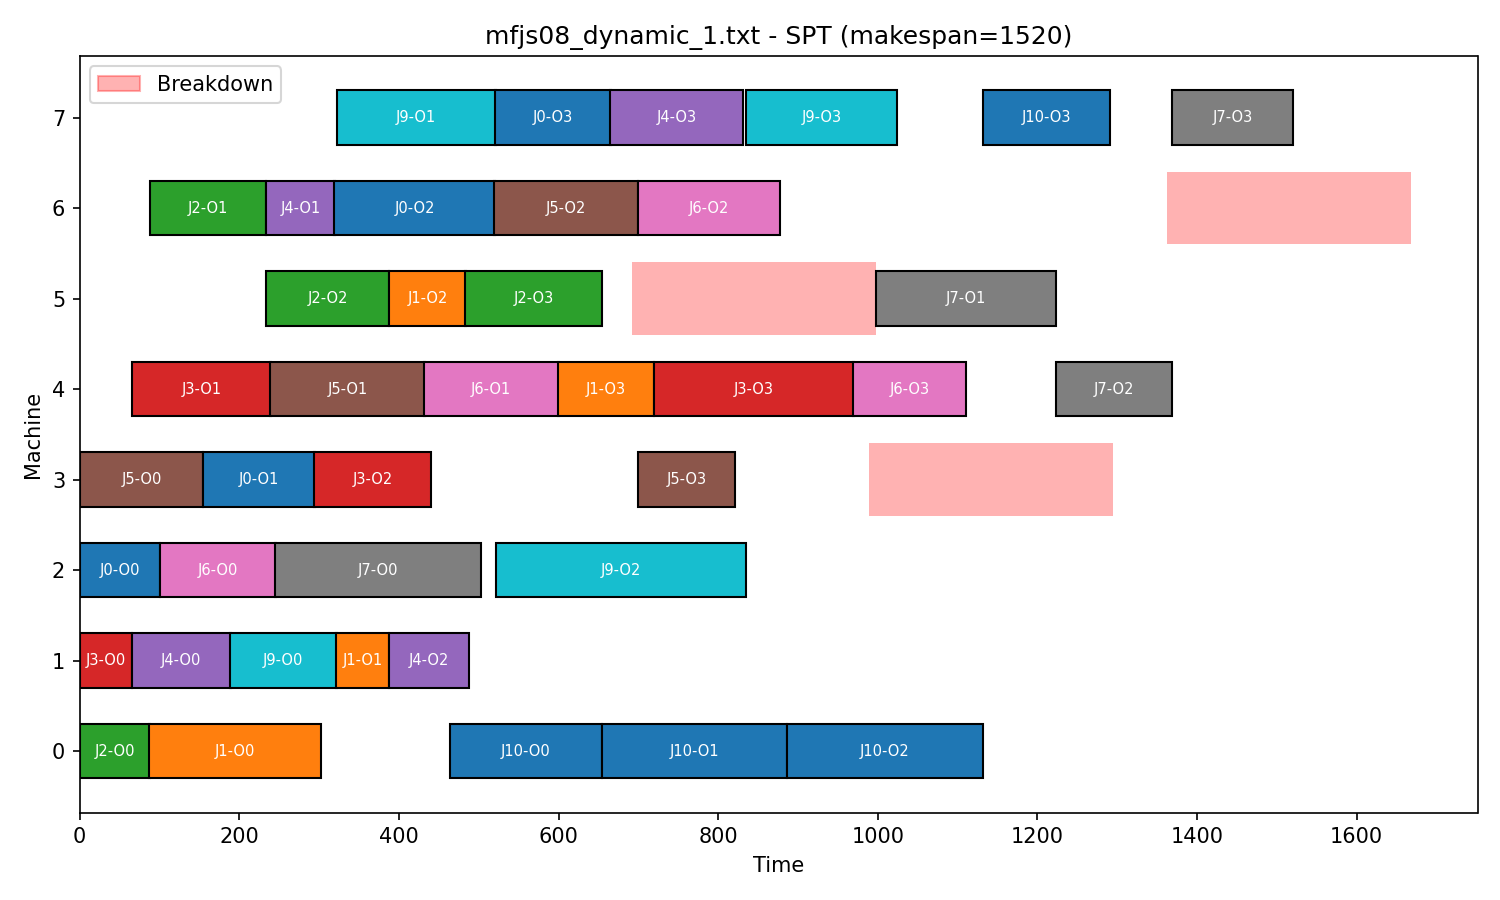 mfjs08_dynamic_1.txt - SPT (makespan=1520)
Breakdown
Machine
7
J9-O1 J0-O3 J4-O3 J9-O3 J10-O3 J7-O3
6
J2-O1 J4-O1 J0-O2 J5-O2 J6-O2
5
J2-O2 J1-O2 J2-O3 J7-O1
4
J3-O1 J5-O1 J6-O1 J1-O3 J3-O3 J6-O3 J7-O2
3
J5-O0 J0-O1 J3-O2 J5-O3
2
J0-O0 J6-O0 J7-O0 J9-O2
1
J3-O0 J4-O0 J9-O0 J1-O1 J4-O2
0
J2-O0 J1-O0 J10-O0 J10-O1 J10-O2
0 200 400 600 800 1000 1200 1400 1600
Time